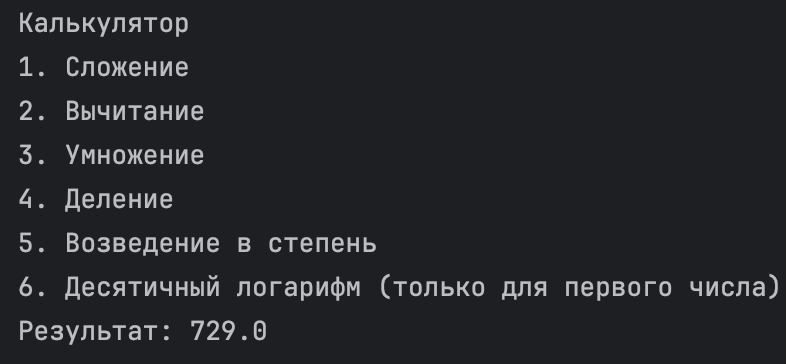 Калькулятор
1. Сложение
2. Вычитание
3. Умножение
4. Деление
5. Возведение в степень
6. Десятичный логарифм (только для первого числа)
Результат: 729.0